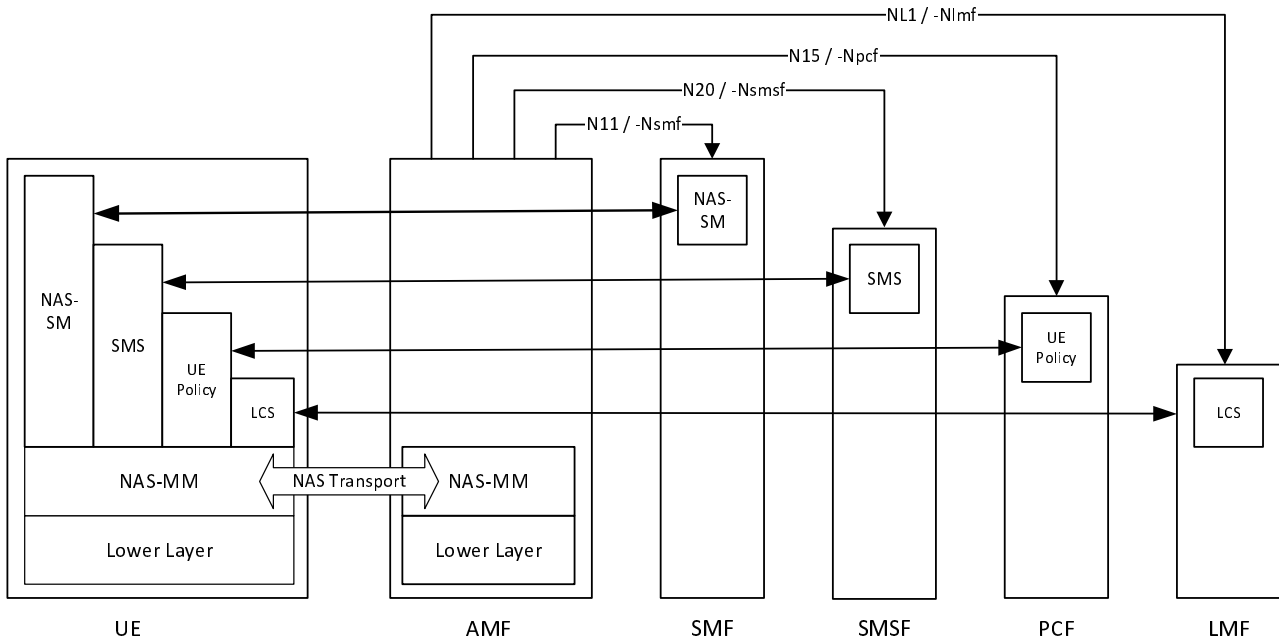 NL1 / -Nlmf
N15 / -Npcf
N20 / -Nsmsf
N11 / -Nsmf
NAS-
SM
NAS-
SM
SMS
SMS
UE
Policy
UE
Policy
LCS
LCS
NAS-MM
NAS Transport
NAS-MM
Lower Layer
Lower Layer
UE
AMF
SMF
SMSF
PCF
LMF